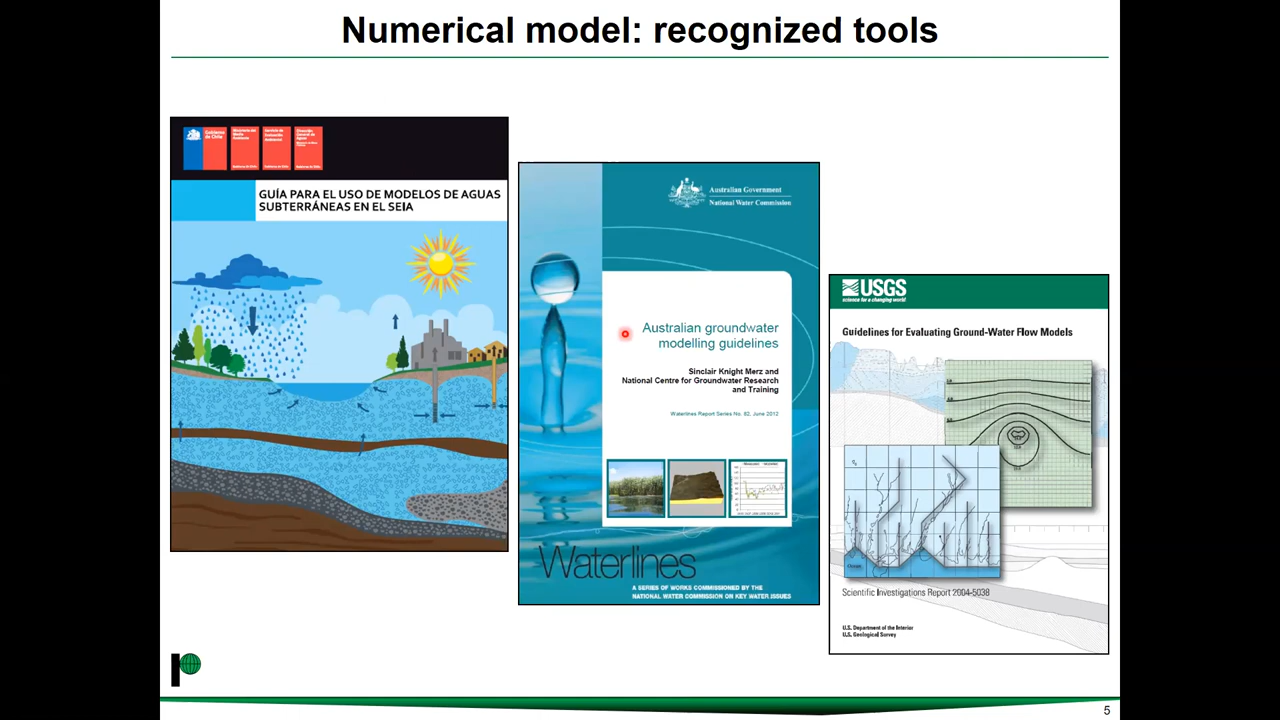 Numerical model: recognized tools
Gobierno de Chile
GUÍA PARA EL USO DE MODELOS DE AGUAS
SUBTERRÁNEAS EN EL SEIA
Australian Government
National Water Commission
Australian groundwater
modelling guidelines
Sinclair Knight Merz and
National Centre for Groundwater Research
and Training
Waterlines Report Series No. 82, June 2012
Waterlines
A SERIES OF WORKS COMMISSIONED BY THE
NATIONAL WATER COMMISSION ON KEY WATER ISSUES
USGS
science for a changing world
Guidelines for Evaluating Ground-Water Flow Models
Ocean
Scientific Investigations Report 2004-5038
U.S. Department of the Interior
U.S. Geological Survey
5